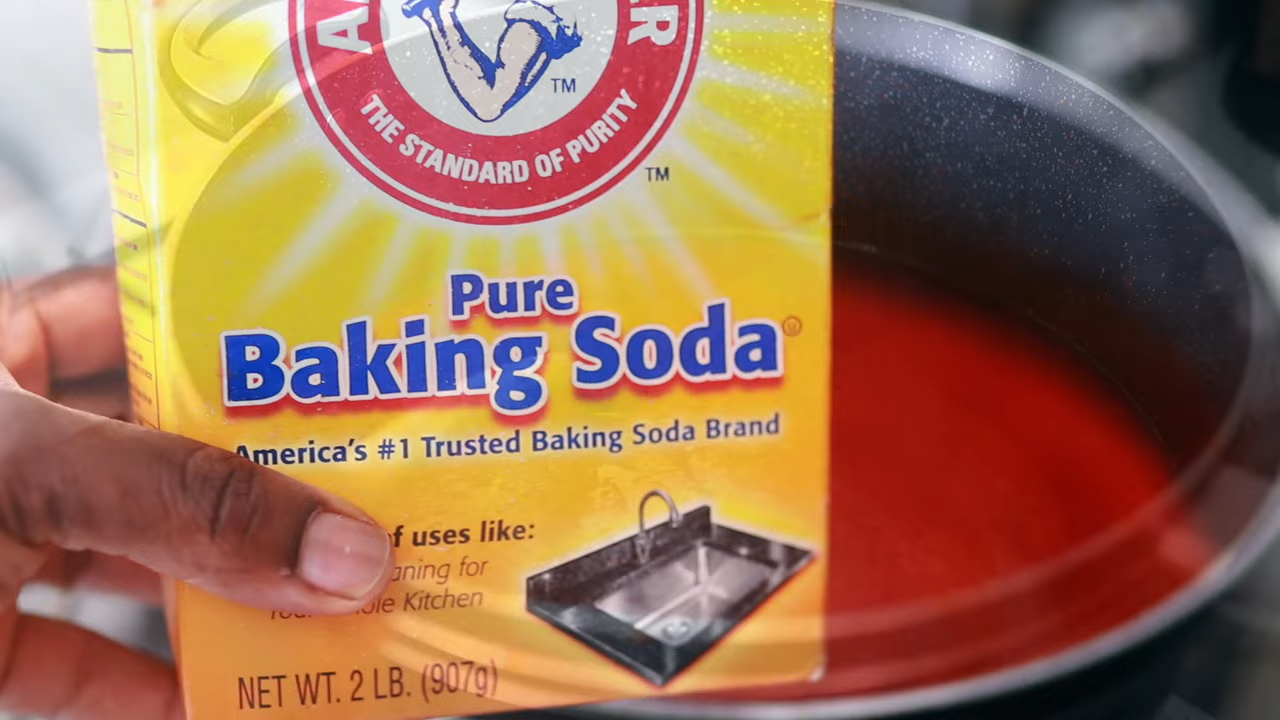 THE STANDARD OF PURITY
TM
TM
Pure
Baking Soda®
America's #1 Trusted Baking Soda Brand
uses like:
for
Kitchen
NET WT. 2 LB. (907g)